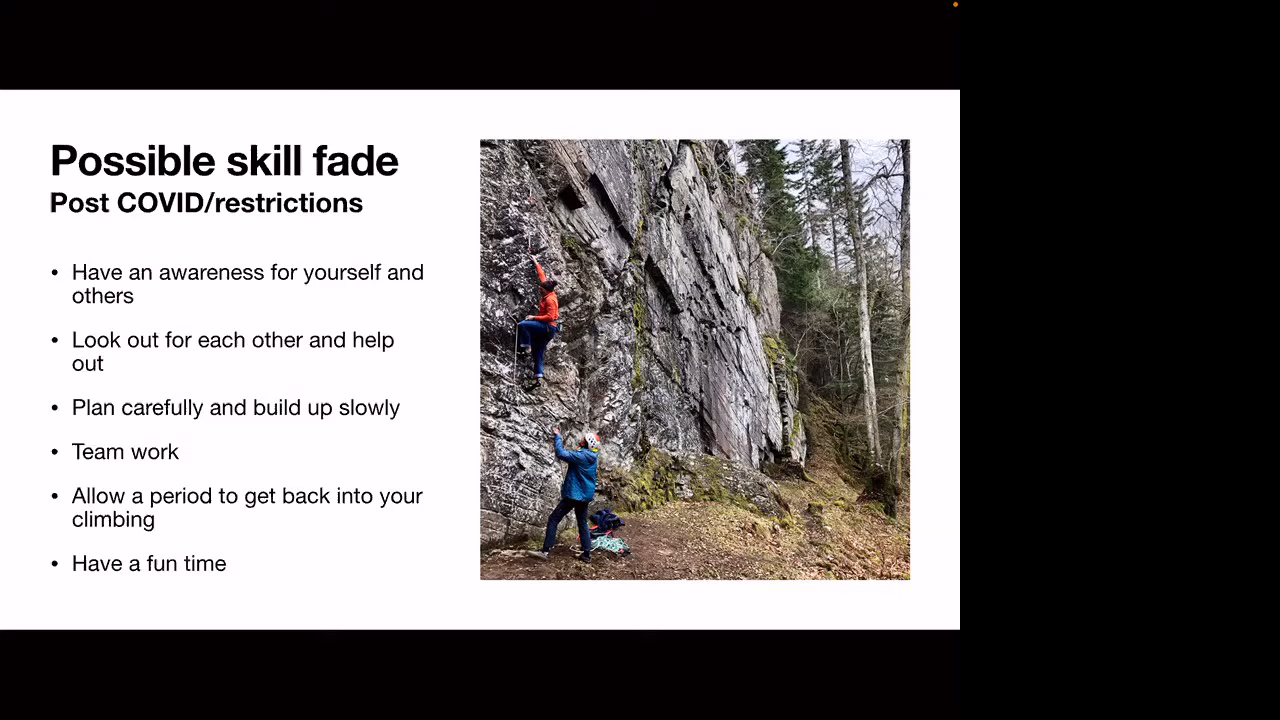 Possible skill fade
Post COVID/restrictions
• Have an awareness for yourself and
others
• Look out for each other and help
out
• Plan carefully and build up slowly
• Team work
• Allow a period to get back into your
climbing
• Have a fun time